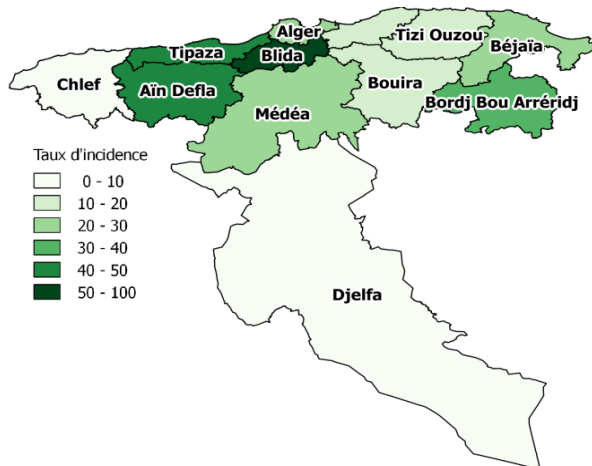 Alger
Tizi Ouzou
Tipaza
Béjaïa
Blida
Chlef
Bouira
Aïn Defla
Bordj Bou Arréridj
Médéa
Taux d'incidence
0 - 10
10 - 20
20 - 30
30 - 40
40 - 50
50 - 100
Djelfa